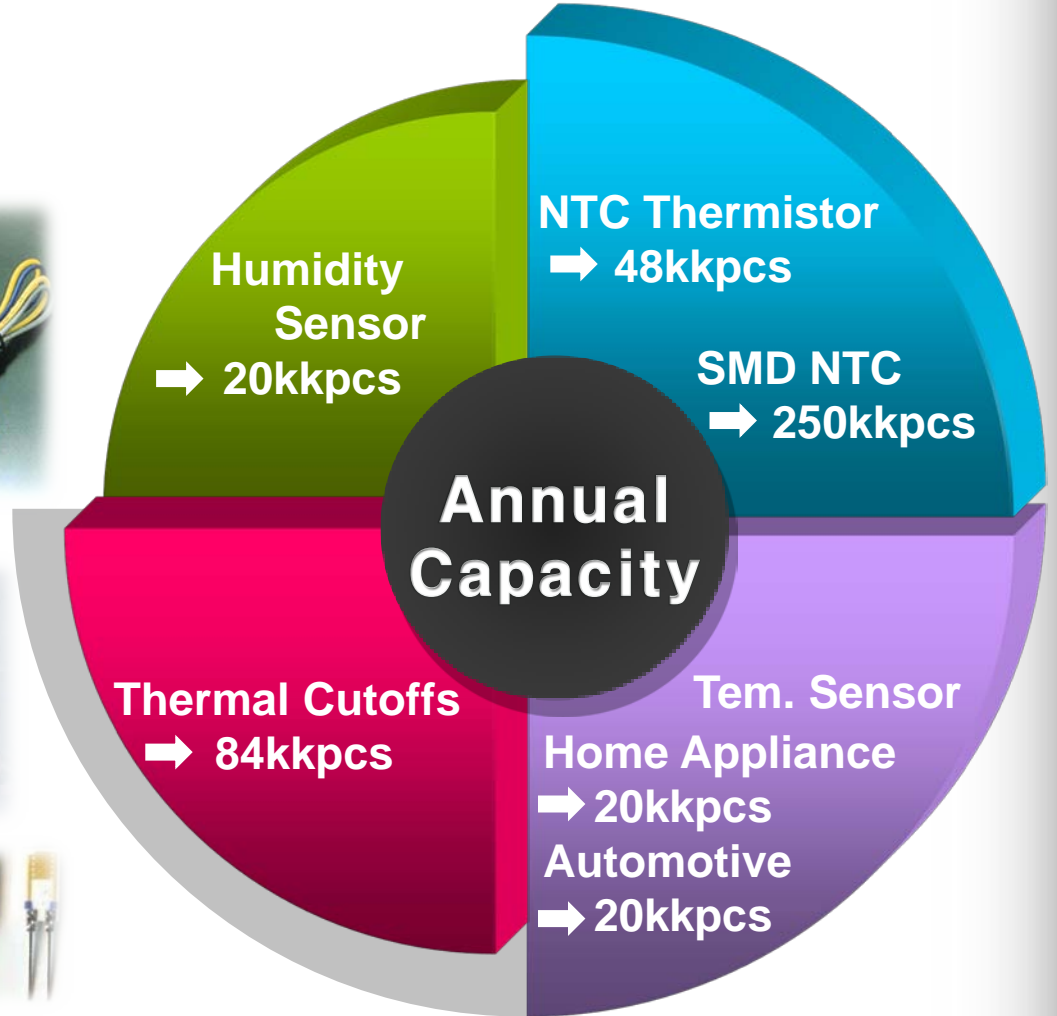 Humidity
Sensor
➡ 20kkpcs
NTC Thermistor
➡ 48kkpcs
SMD NTC
➡ 250kkpcs
Annual
Capacity
Thermal Cutoffs
➡ 84kkpcs
Tem. Sensor
Home Appliance
➡ 20kkpcs
Automotive
➡ 20kkpcs